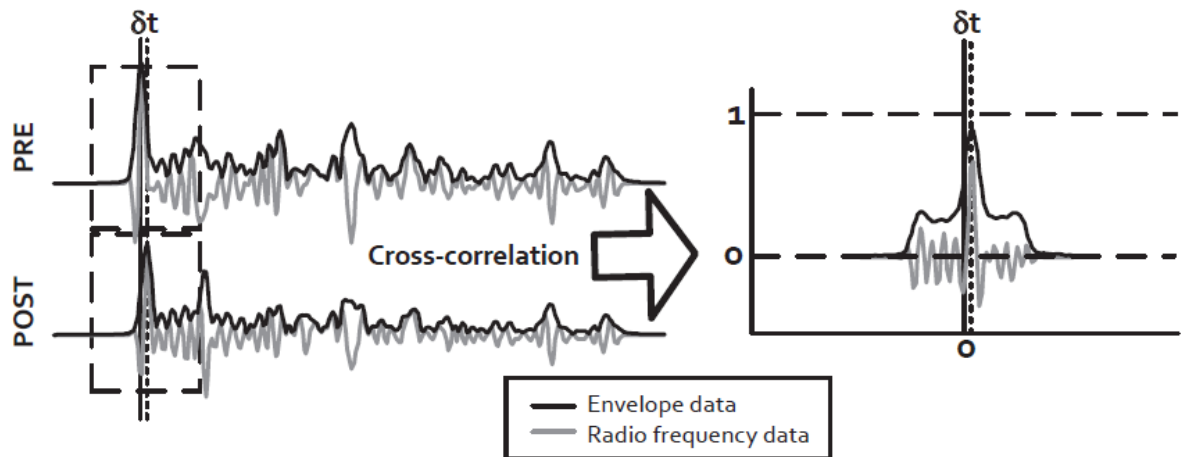 δt
PRE
POST
Cross-correlation
δt
1
0
0
Envelope data
Radio frequency data